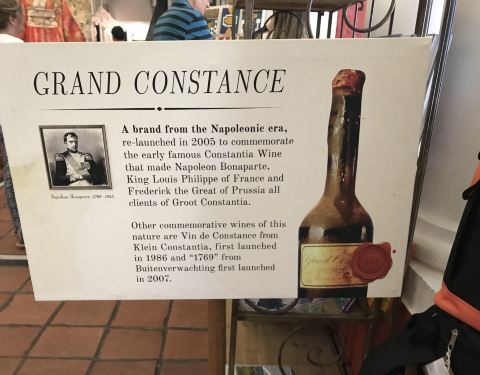 GRAND CONSTANCE
A brand from the Napoleonic era,
re-launched in 2005 to commemorate
the early famous Constantia Wine
that made Napoleon Bonaparte,
King Louis Philippe of France and
Frederick the Great of Prussia all
clients of Groot Constantia.
Napoleon Bonaparte
Other commemorative wines of this
nature are Vin de Constance from
Klein Constantia, first launched
in 1986 and “1769” from
Buitenverwachting first launched
in 2007.